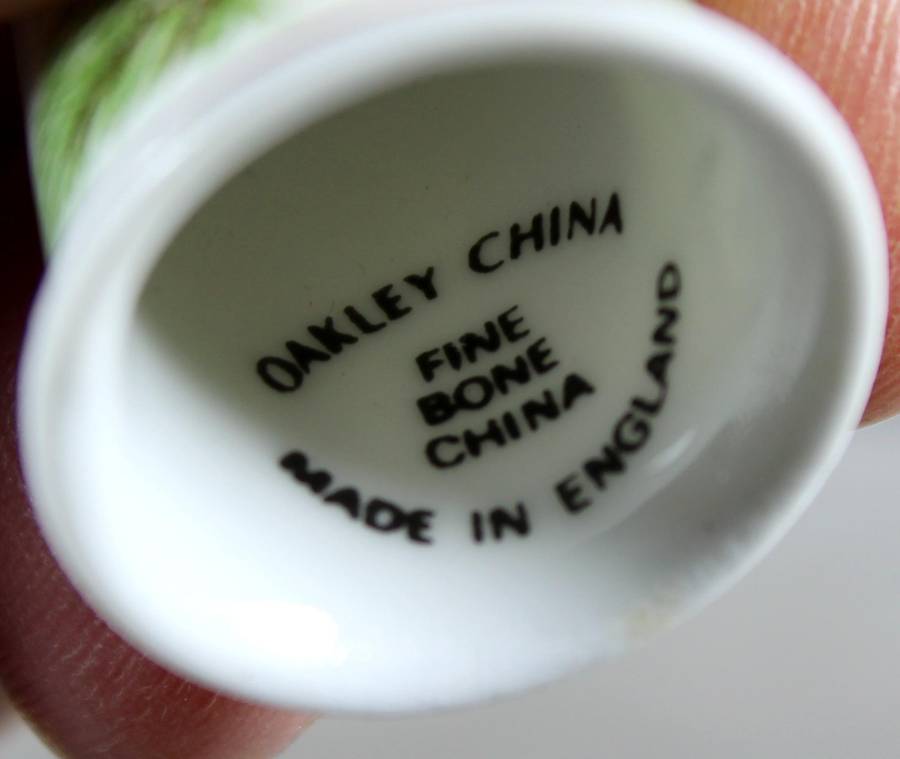 OAKLEY CHINA
FINE
BONE
CHINA
MADE IN ENGLAND